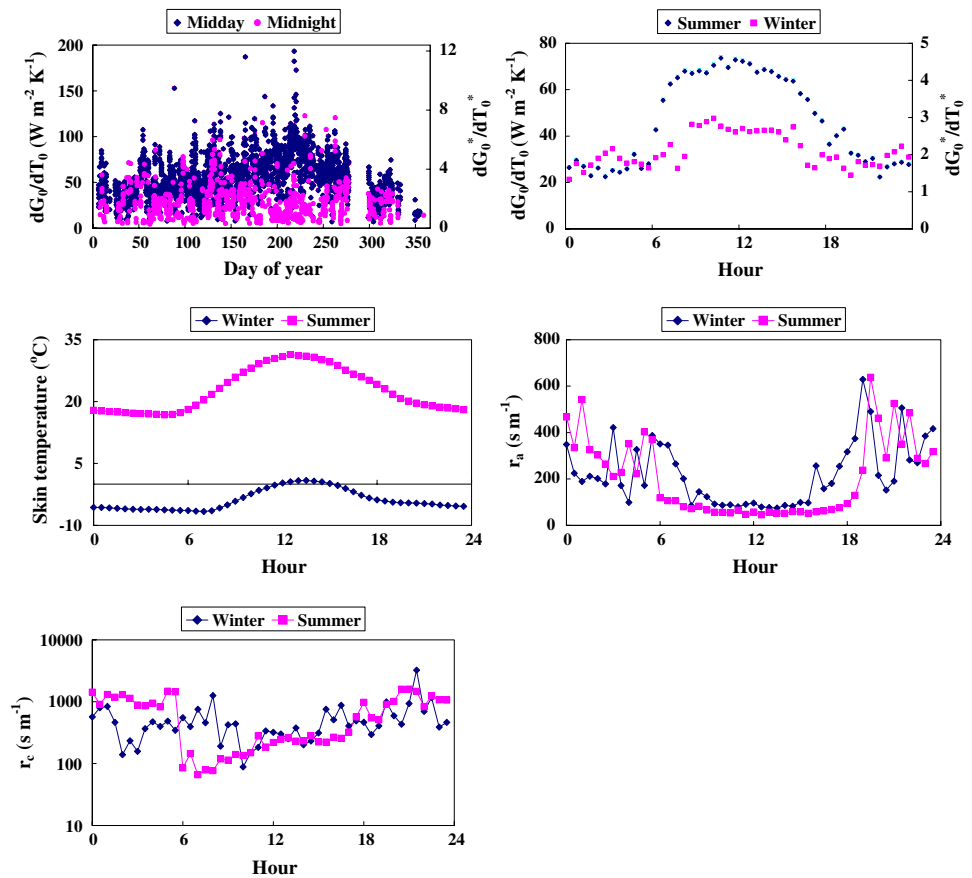 Midday Midnight
dG₀/dT₀ (W m⁻² K⁻¹)
200
150
100
50
0
12
8
4
0
dG₀*/dT₀*
0 50 100 150 200 250 300 350
Day of year
Summer Winter
dG₀/dT₀ (W m⁻² K⁻¹)
80
60
40
20
0
5
4
3
2
1
0
dG₀*/dT₀*
0 6 12 18
Hour
Winter Summer
Skin temperature (°C)
35
20
5
-10
0 6 12 18 24
Hour
Winter Summer
rₐ (s m⁻¹)
800
600
400
200
0
0 6 12 18 24
Hour
Winter Summer
r_c (s m⁻¹)
10000
1000
100
10
0 6 12 18 24
Hour